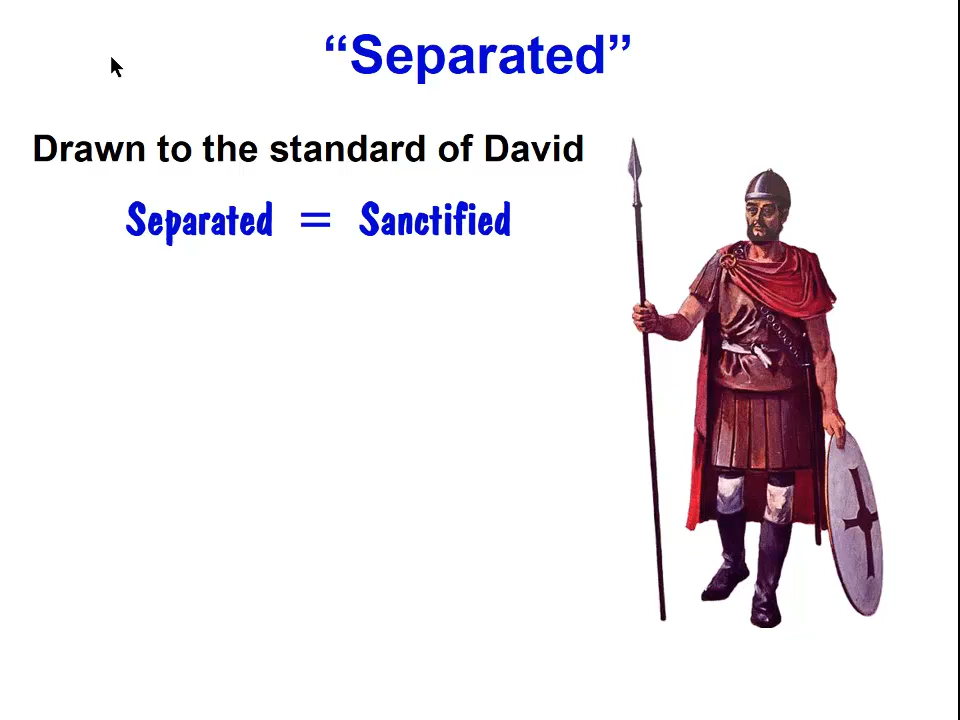 “Separated”
Drawn to the standard of David
Separated = Sanctified